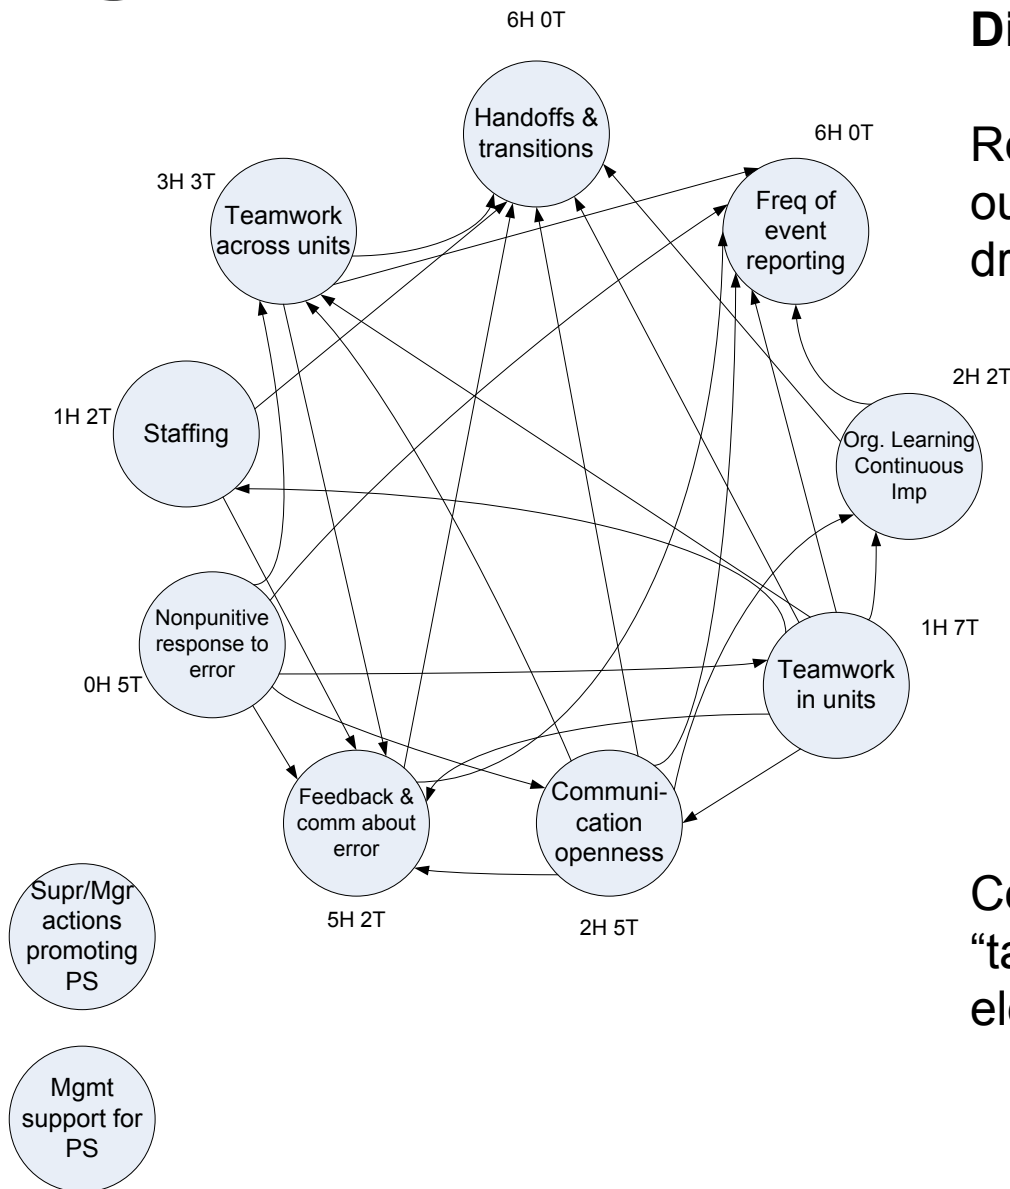 6H 0T
Handoffs &
transitions
6H 0T
Freq of
event
reporting
3H 3T
Teamwork
across units
2H 2T
Org. Learning
Continuous
Imp
1H 2T
Staffing
Nonpunitive
response to
error
0H 5T
1H 7T
Teamwork
in units
Feedback &
comm about
error
5H 2T
Communi-
cation
openness
2H 5T
Supr/Mgr
actions
promoting
PS
Mgmt
support for
PS